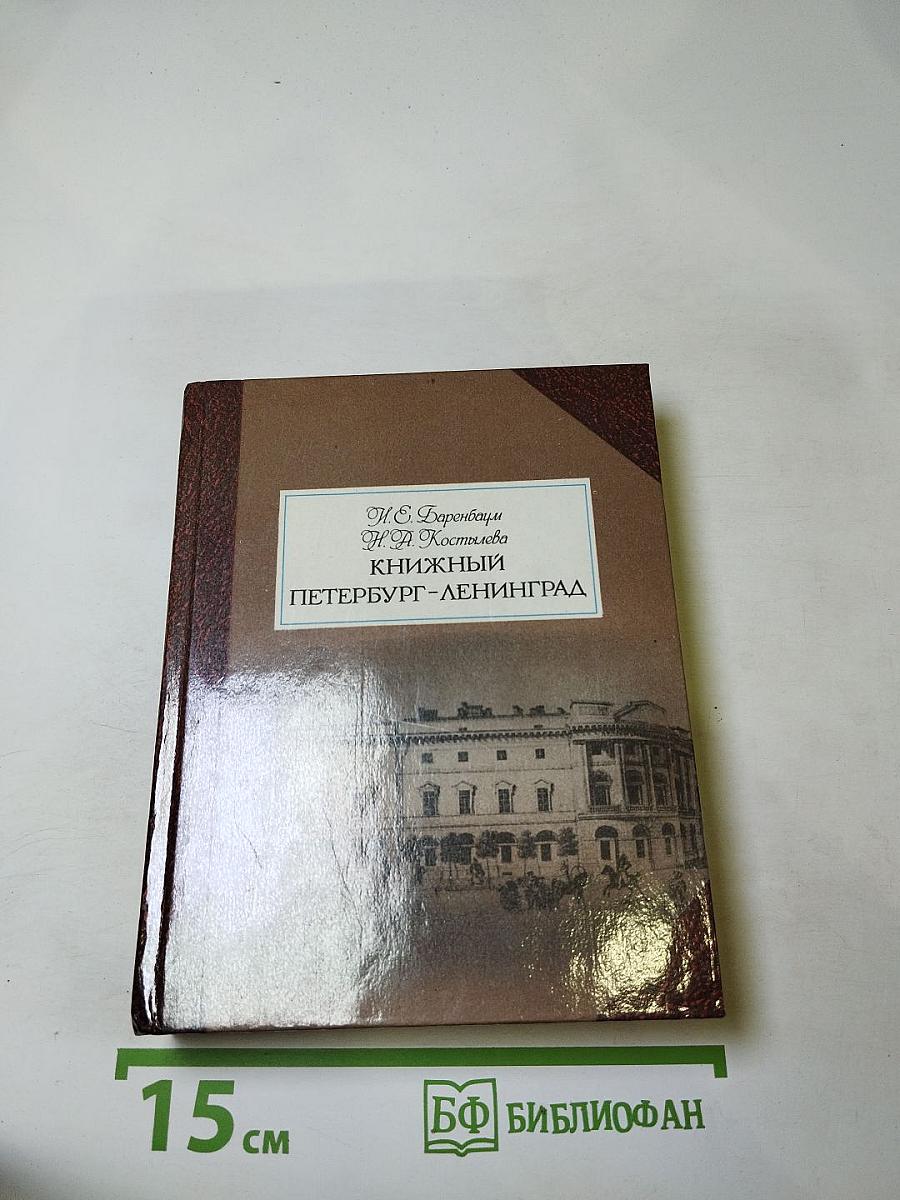 И. Е. Баренбаум
Н. А. Костылева
КНИЖНЫЙ
ПЕТЕРБУРГ-ЛЕНИНГРАД
15 см
БФ БИБЛИОФАН